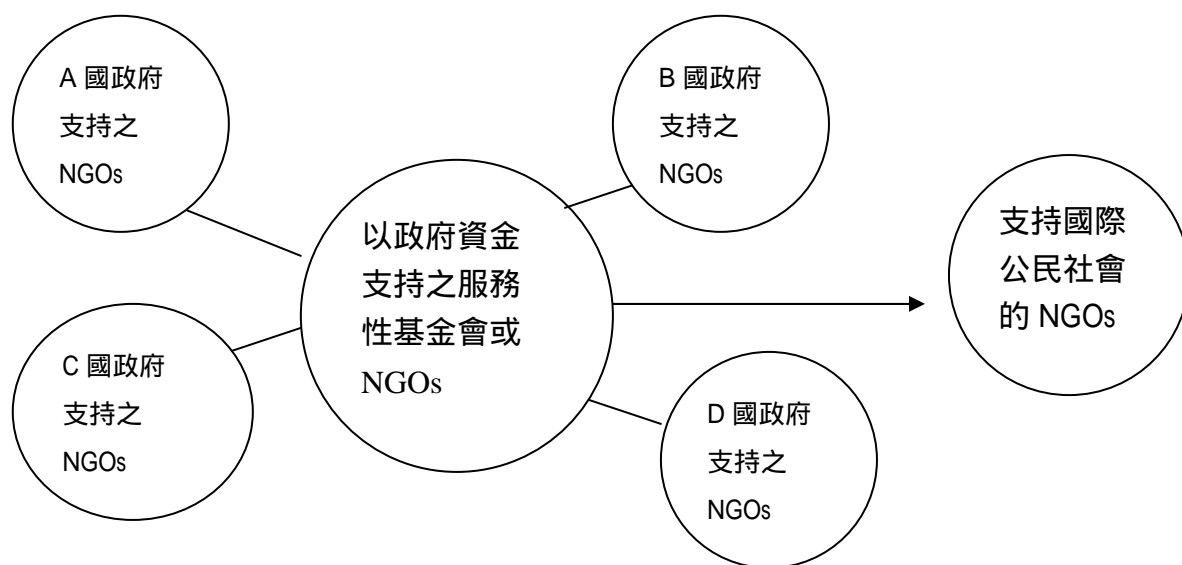 A 國政府
支持之
NGOs
B 國政府
支持之
NGOs
以政府資金
支持之服務
性基金會或
NGOs
支持國際
公民社會
的 NGOs
C 國政府
支持之
NGOs
D 國政府
支持之
NGOs